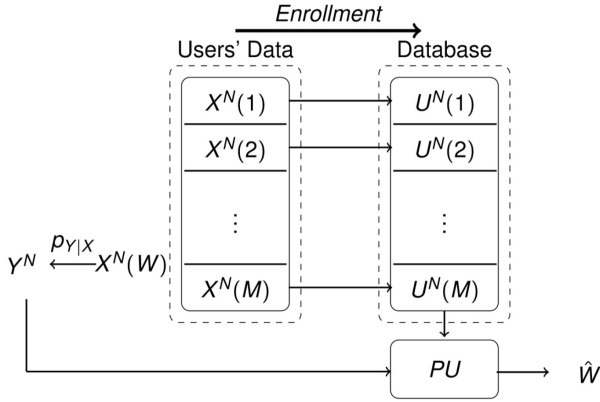 Enrollment
Users' Data
Database
X^N(1)
U^N(1)
X^N(2)
U^N(2)
⋮
⋮
Y^N
p_{Y|X}
X^N(W)
X^N(M)
U^N(M)
PU
Ŵ